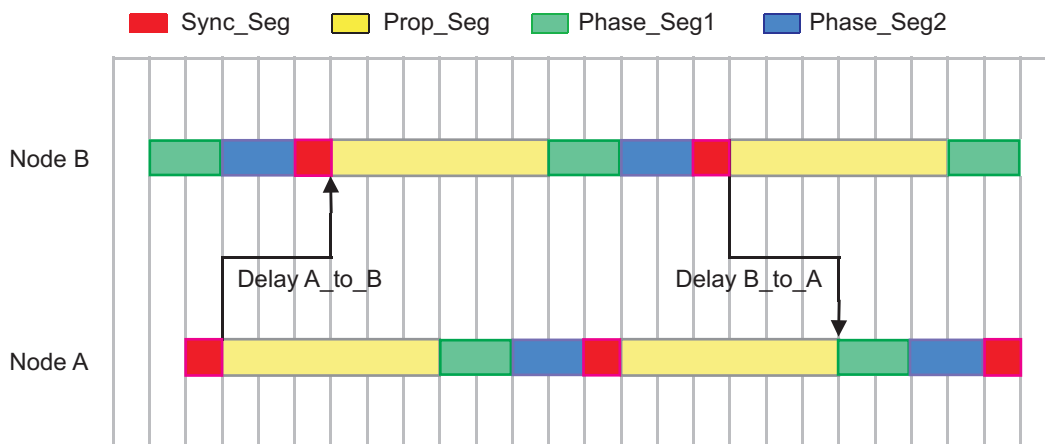 Sync_Seg Prop_Seg Phase_Seg1 Phase_Seg2
Node B
Delay A_to_B Delay B_to_A
Node A